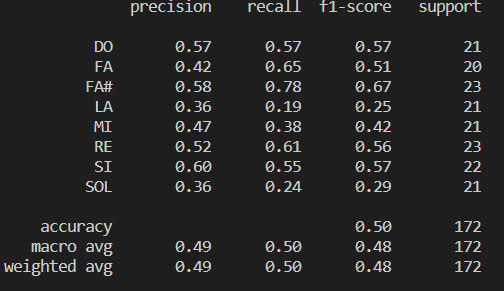 precision recall f1-score support
DO 0.57 0.57 0.57 21
FA 0.42 0.65 0.51 20
FA# 0.58 0.78 0.67 23
LA 0.36 0.19 0.25 21
MI 0.47 0.38 0.42 21
RE 0.52 0.61 0.56 23
SI 0.60 0.55 0.57 22
SOL 0.36 0.24 0.29 21
accuracy 0.50 172
macro avg 0.49 0.50 0.48 172
weighted avg 0.49 0.50 0.48 172